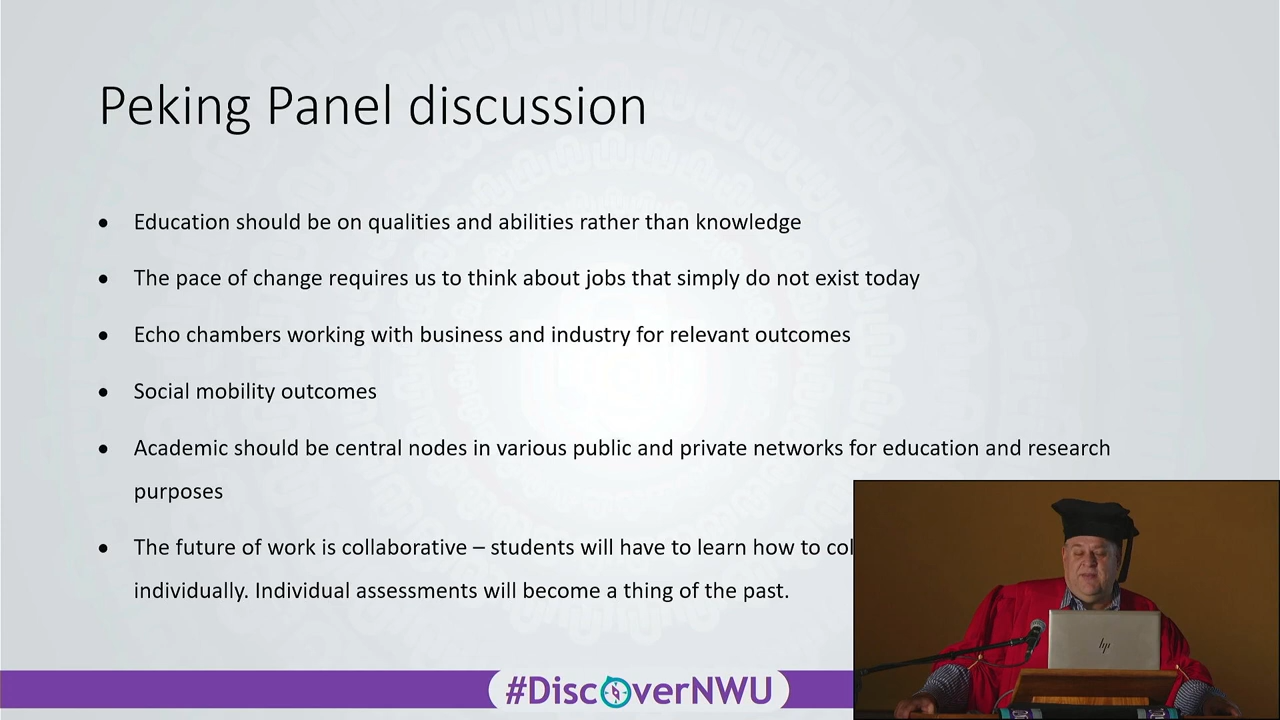 Peking Panel discussion
• Education should be on qualities and abilities rather than knowledge
• The pace of change requires us to think about jobs that simply do not exist today
• Echo chambers working with business and industry for relevant outcomes
• Social mobility outcomes
• Academic should be central nodes in various public and private networks for education and research
purposes
• The future of work is collaborative – students will have to learn how to col
individually. Individual assessments will become a thing of the past.
#DiscoverNWU
hp